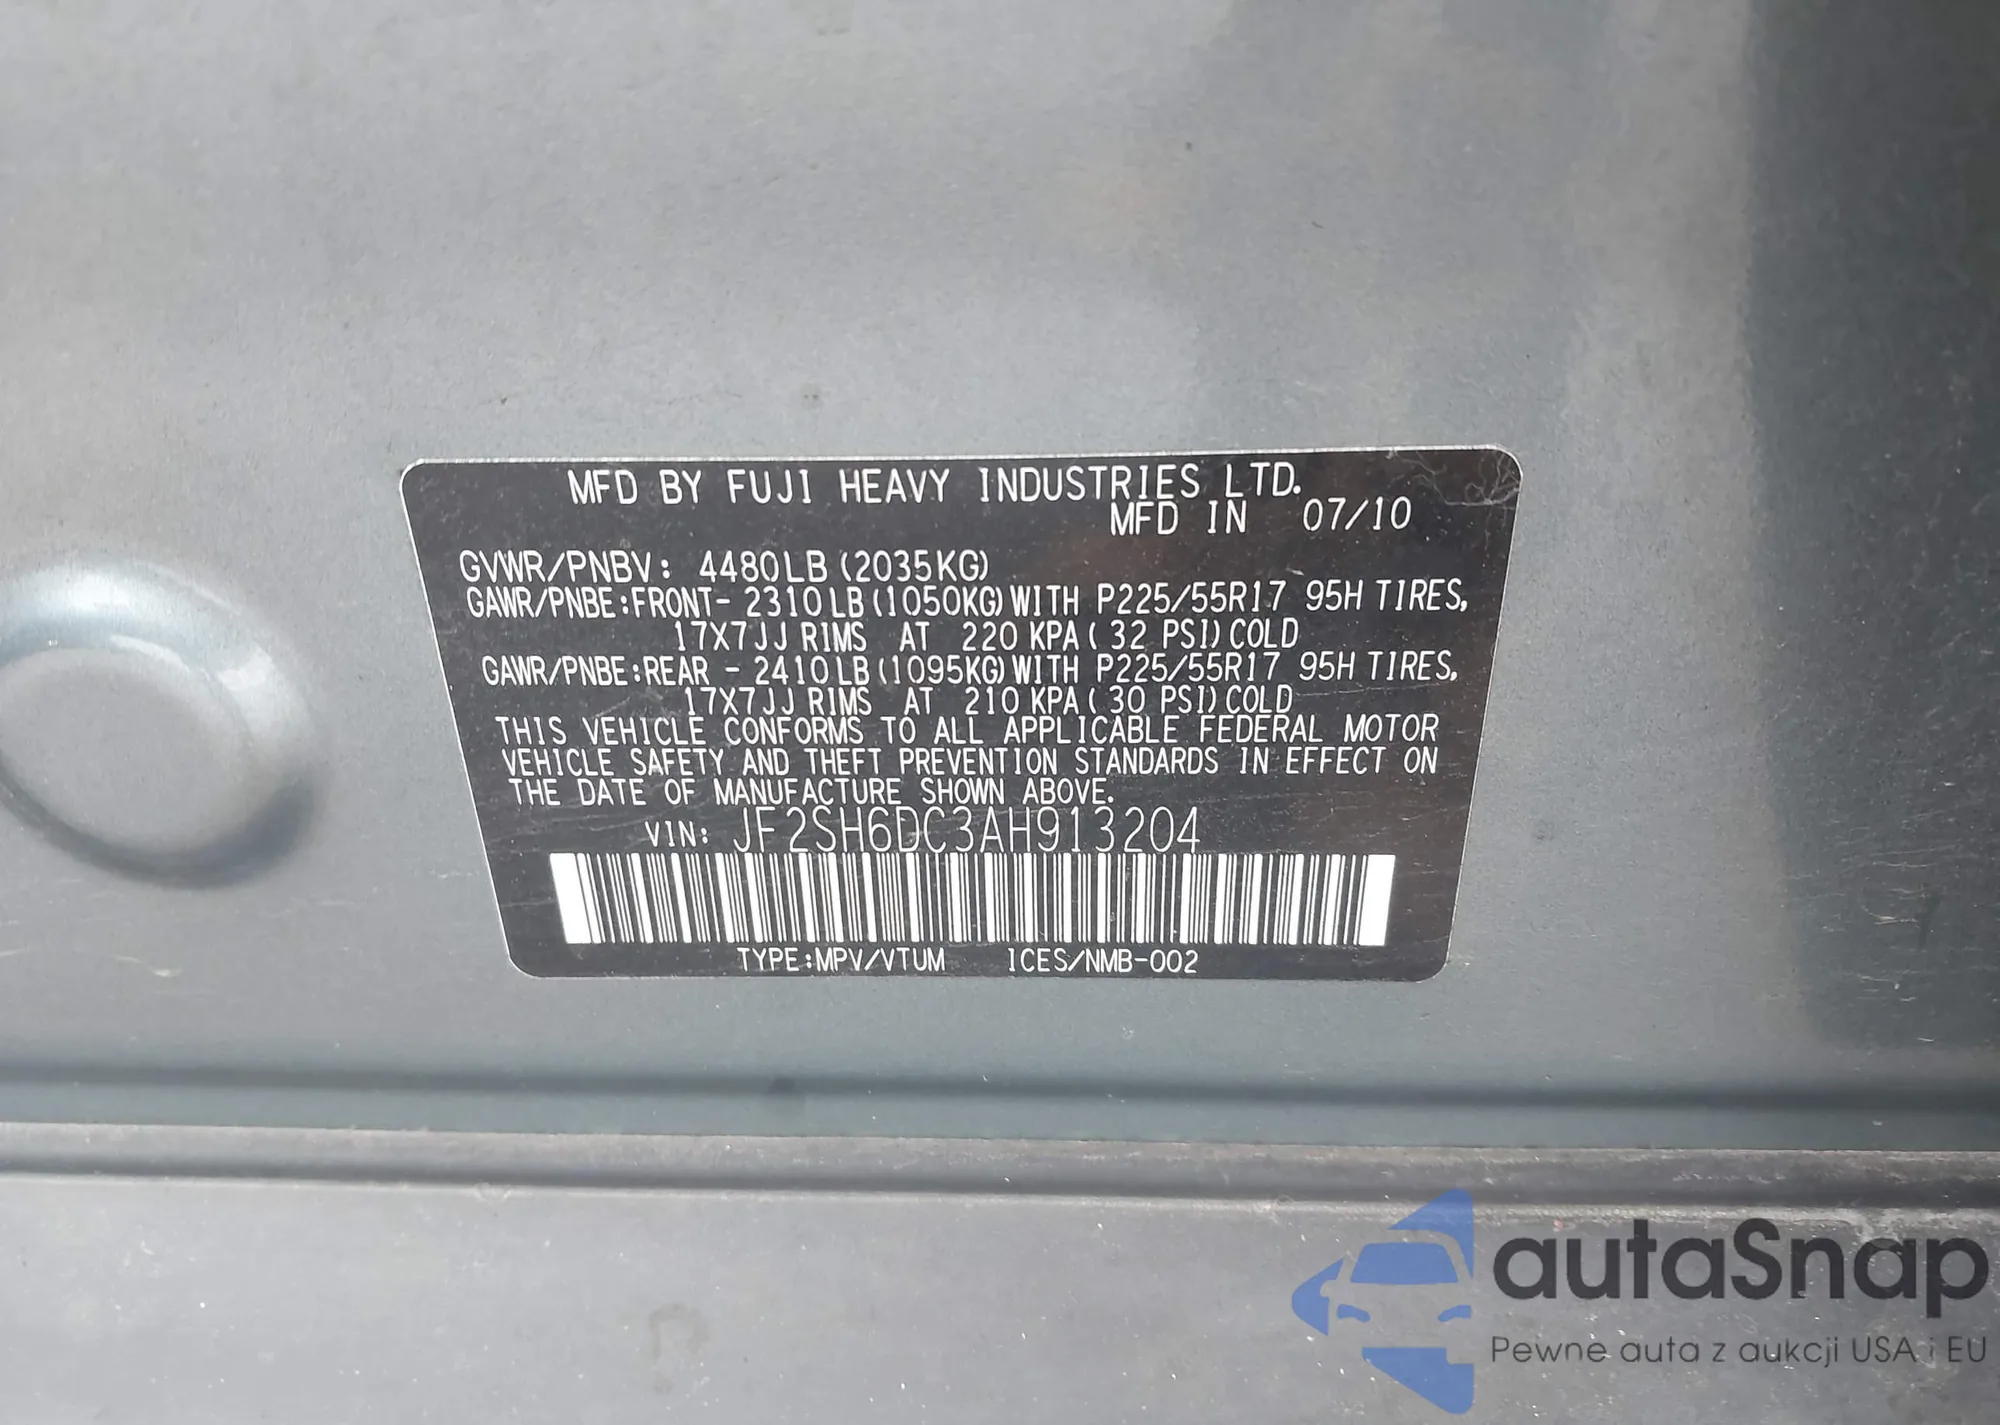 MFD BY FUJI HEAVY INDUSTRIES LTD.
MFD IN 07/10
GVWR/PNBV: 4480LB (2035KG)
GAWR/PNBE:FRONT- 2310LB(1050KG)WITH P225/55R17 95H TIRES,
17X7JJ RIMS AT 220 KPA( 32 PSI)COLD
GAWR/PNBE:REAR - 2410LB(1095KG)WITH P225/55R17 95H TIRES,
17X7JJ RIMS AT 210 KPA( 30 PSI)COLD
THIS VEHICLE CONFORMS TO ALL APPLICABLE FEDERAL MOTOR
VEHICLE SAFETY AND THEFT PREVENTION STANDARDS IN EFFECT ON
THE DATE OF MANUFACTURE SHOWN ABOVE.
VIN: JF2SH6DC3AH913204
TYPE:MPV/VTUM ICES/NMB-002
autaSnap
Pewne auta z aukcji USA i EU